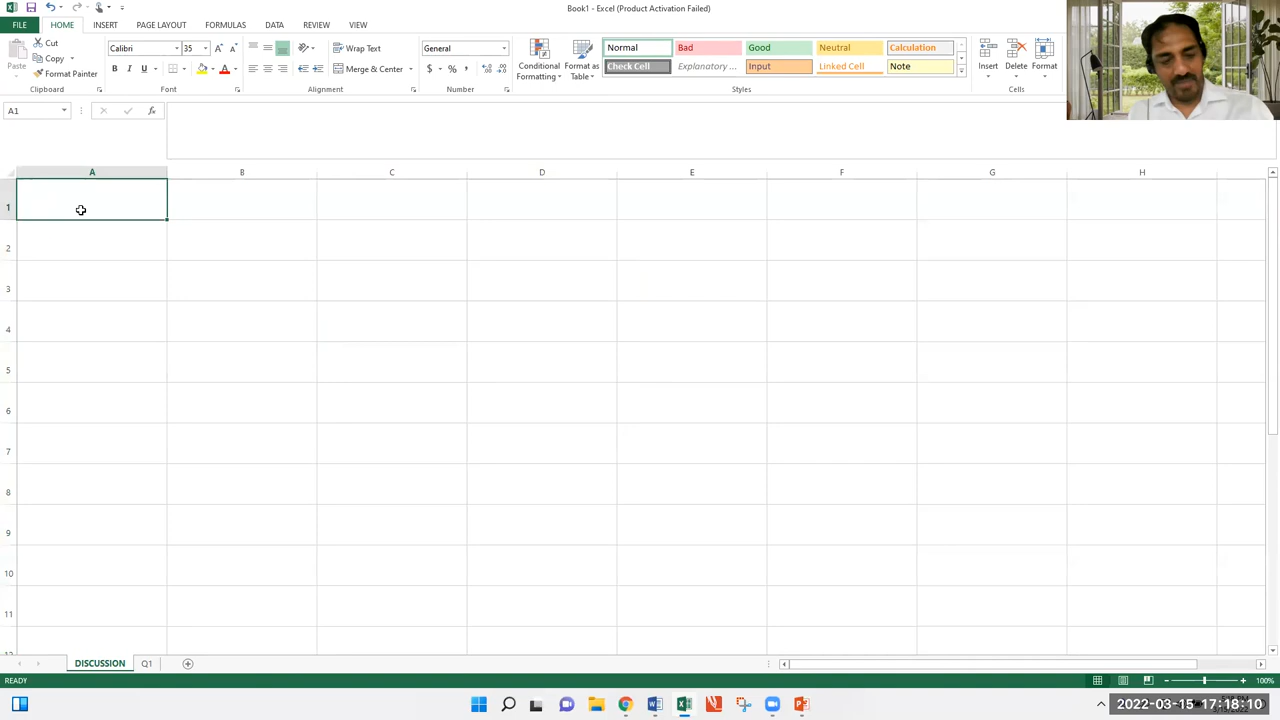 Book1 - Excel (Product Activation Failed)
FILE HOME INSERT PAGE LAYOUT FORMULAS DATA REVIEW VIEW
Paste
Cut
Copy
Format Painter
Clipboard
Calibri 35
Font
Wrap Text
Merge & Center
Alignment
General
Number
Conditional Formatting
Format as Table
Normal Bad Good Neutral Calculation
Check Cell Explanatory ... Input Linked Cell Note
Styles
Insert Delete Format
Cells
A1
A B C D E F G H
1
2
3
4
5
6
7
8
9
10
11
DISCUSSION Q1
READY
100%
2022-03-15 17:18:10